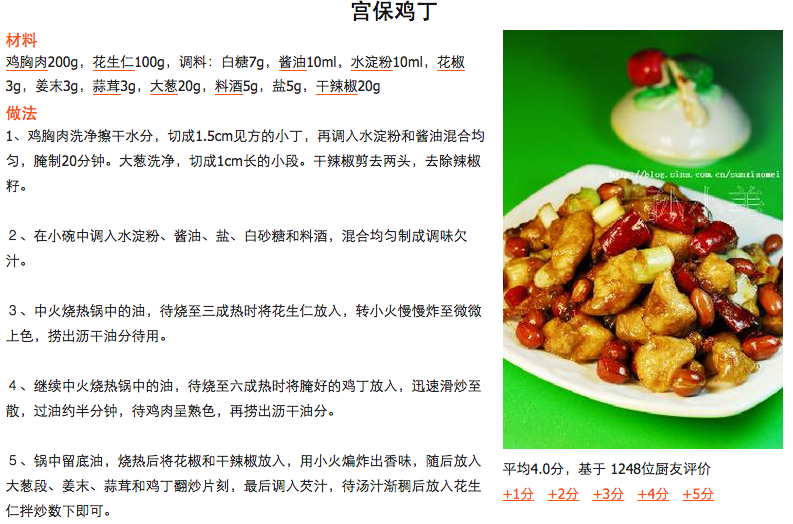 宫保鸡丁
材料
鸡胸肉200g，花生仁100g，调料：白糖7g，酱油10ml，水淀粉10ml，花椒
3g，姜末3g，蒜茸3g，大葱20g，料酒5g，盐5g，干辣椒20g
做法
1、鸡胸肉洗净擦干水分，切成1.5cm见方的小丁，再调入水淀粉和酱油混合均
匀，腌制20分钟。大葱洗净，切成1cm长的小段。干辣椒剪去两头，去除辣椒
籽。
２、在小碗中调入水淀粉、酱油、盐、白砂糖和料酒，混合均匀制成调味欠
汁。
３、中火烧热锅中的油，待烧至三成热时将花生仁放入，转小火慢慢炸至微微
上色，捞出沥干油分待用。
４、继续中火烧热锅中的油，待烧至六成热时将腌好的鸡丁放入，迅速滑炒至
散，过油约半分钟，待鸡肉呈熟色，再捞出沥干油分。
５、锅中留底油，烧热后将花椒和干辣椒放入，用小火煸炸出香味，随后放入
大葱段、姜末、蒜茸和鸡丁翻炒片刻，最后调入芡汁，待汤汁渐稠后放入花生
仁拌炒数下即可。
http://blog.sina.com.cn/sunxiaomei
孙小美
平均4.0分，基于 1248位厨友评价
+1分 +2分 +3分 +4分 +5分